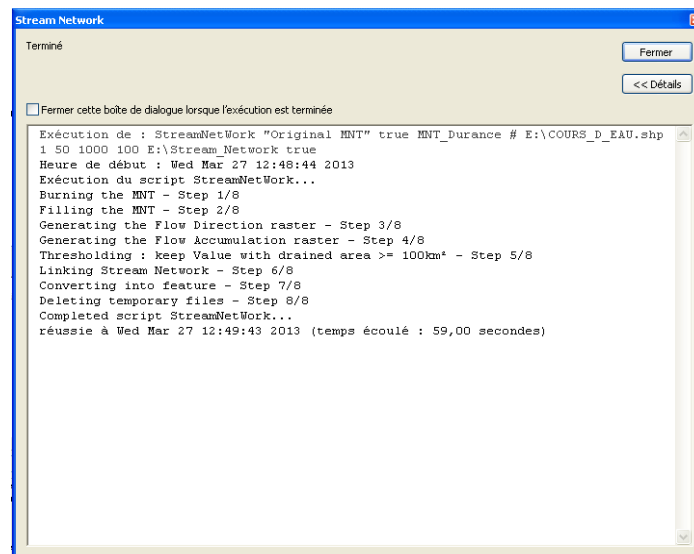 Stream Network
Terminé
Fermer
<< Détails
Fermer cette boîte de dialogue lorsque l'exécution est terminée
Exécution de : StreamNetWork "Original MNT" true MNT_Durance # E:\COURS_D_EAU.shp
1 50 1000 100 E:\Stream_Network true
Heure de début : Wed Mar 27 12:48:44 2013
Exécution du script StreamNetWork...
Burning the MNT - Step 1/8
Filling the MNT - Step 2/8
Generating the Flow Direction raster - Step 3/8
Generating the Flow Accumulation raster - Step 4/8
Thresholding : keep Value with drained area >= 100km² - Step 5/8
Linking Stream Network - Step 6/8
Converting into feature - Step 7/8
Deleting temporary files - Step 8/8
Completed script StreamNetWork...
réussie à Wed Mar 27 12:49:43 2013 (temps écoulé : 59,00 secondes)